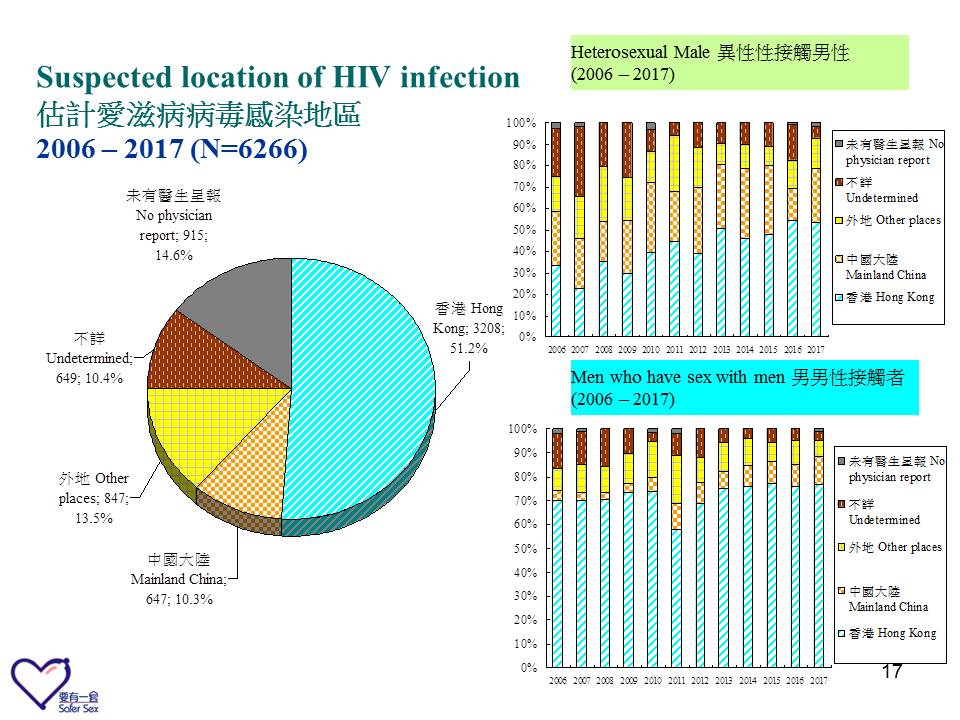 Suspected location of HIV infection
估計愛滋病病毒感染地區
2006 – 2017 (N=6266)
未有醫生呈報
No physician
report; 915;
14.6%
不詳
Undetermined;
649; 10.4%
外地 Other
places; 847;
13.5%
中國大陸
Mainland China;
647; 10.3%
香港 Hong
Kong; 3208;
51.2%
Heterosexual Male 異性性接觸男性
(2006 – 2017)
100%
90%
80%
70%
60%
50%
40%
30%
20%
10%
0%
2006 2007 2008 2009 2010 2011 2012 2013 2014 2015 2016 2017
未有醫生呈報 No
physician report
不詳
Undetermined
外地 Other places
中國大陸
Mainland China
香港 Hong Kong
Men who have sex with men 男男性接觸者
(2006 – 2017)
100%
90%
80%
70%
60%
50%
40%
30%
20%
10%
0%
2006 2007 2008 2009 2010 2011 2012 2013 2014 2015 2016 2017
未有醫生呈報 No
physician report
不詳
Undetermined
外地 Other places
中國大陸
Mainland China
香港 Hong Kong
17
要有一套
Safer Sex